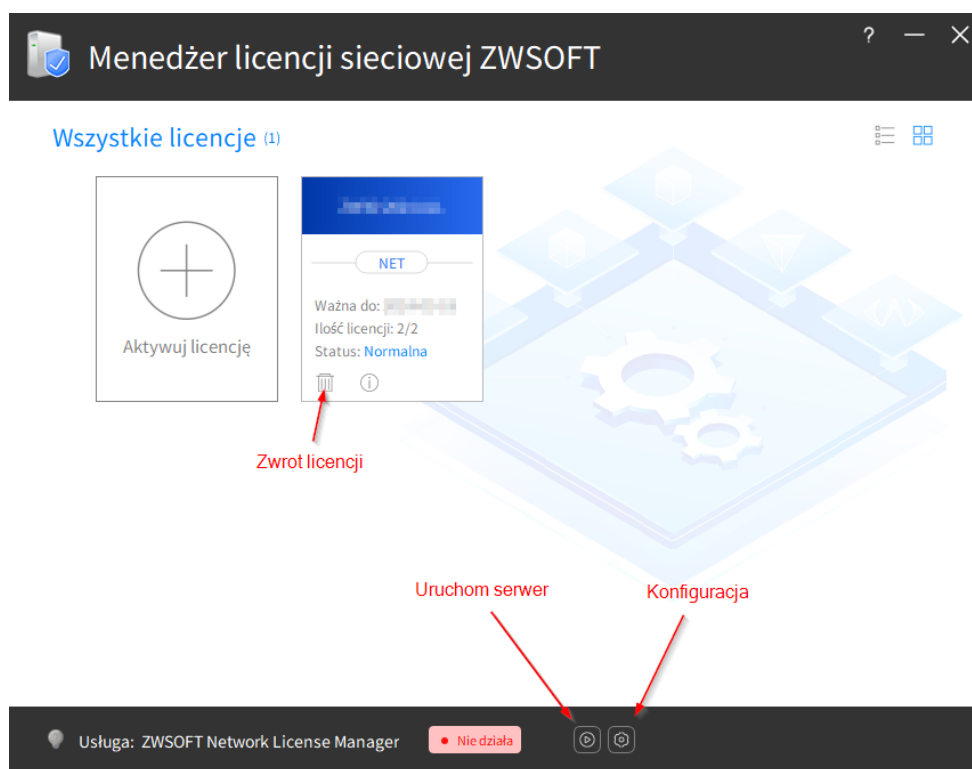 Menedżer licencji sieciowej ZWSOFT
?
Wszystkie licencje (1)
NET
Ważna do:
Ilość licencji: 2/2
Status: Normalna
Aktywuj licencję
Zwrot licencji
Uruchom serwer
Konfiguracja
Usługa: ZWSOFT Network License Manager
Nie działa